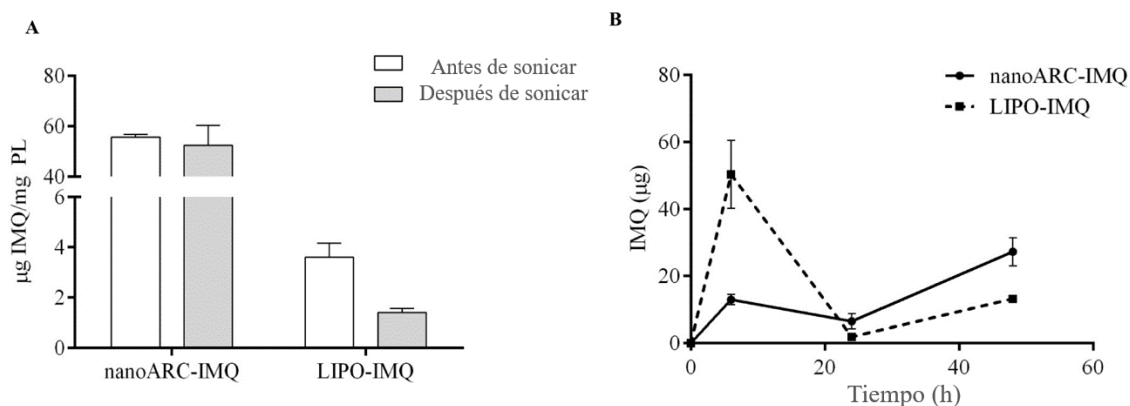 A
Antes de sonicar
Después de sonicar
80
60
40
6
4
2
0
µg IMQ/mg PL
nanoARC-IMQ
LIPO-IMQ
B
nanoARC-IMQ
LIPO-IMQ
80
60
40
20
0
IMQ (µg)
0
20
40
60
Tiempo (h)